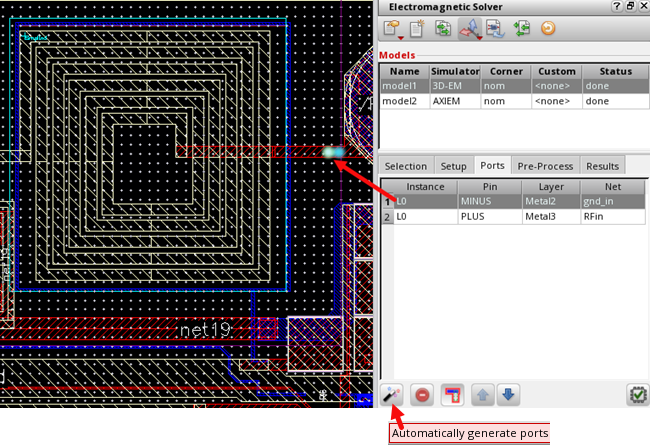 Electromagnetic Solver
Models
Name Simulator Corner Custom Status
model1 3D-EM nom <none> done
model2 AXIEM nom <none> done
Selection Setup Ports Pre-Process Results
Instance Pin Layer Net
1 L0 MINUS Metal2 gnd_in
2 L0 PLUS Metal3 RFin
net19
net19
Automatically generate ports